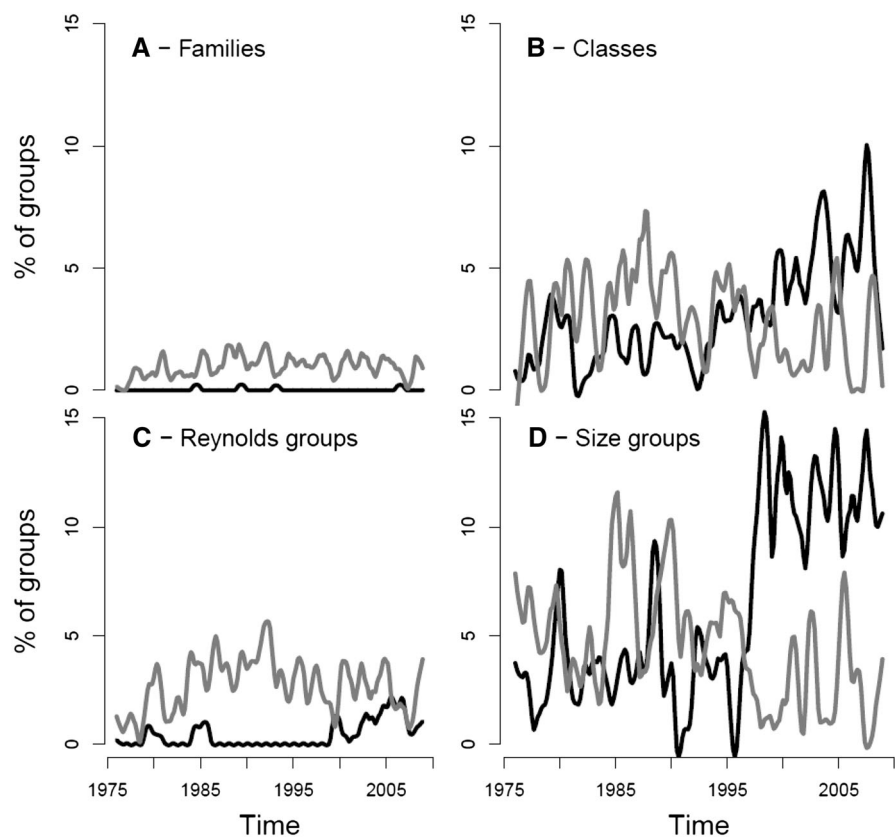 A – Families
B – Classes
% of groups
15
10
5
0
15
10
5
0
C – Reynolds groups
D – Size groups
% of groups
15
10
5
0
15
10
5
0
1975 1985 1995 2005
1975 1985 1995 2005
Time
Time